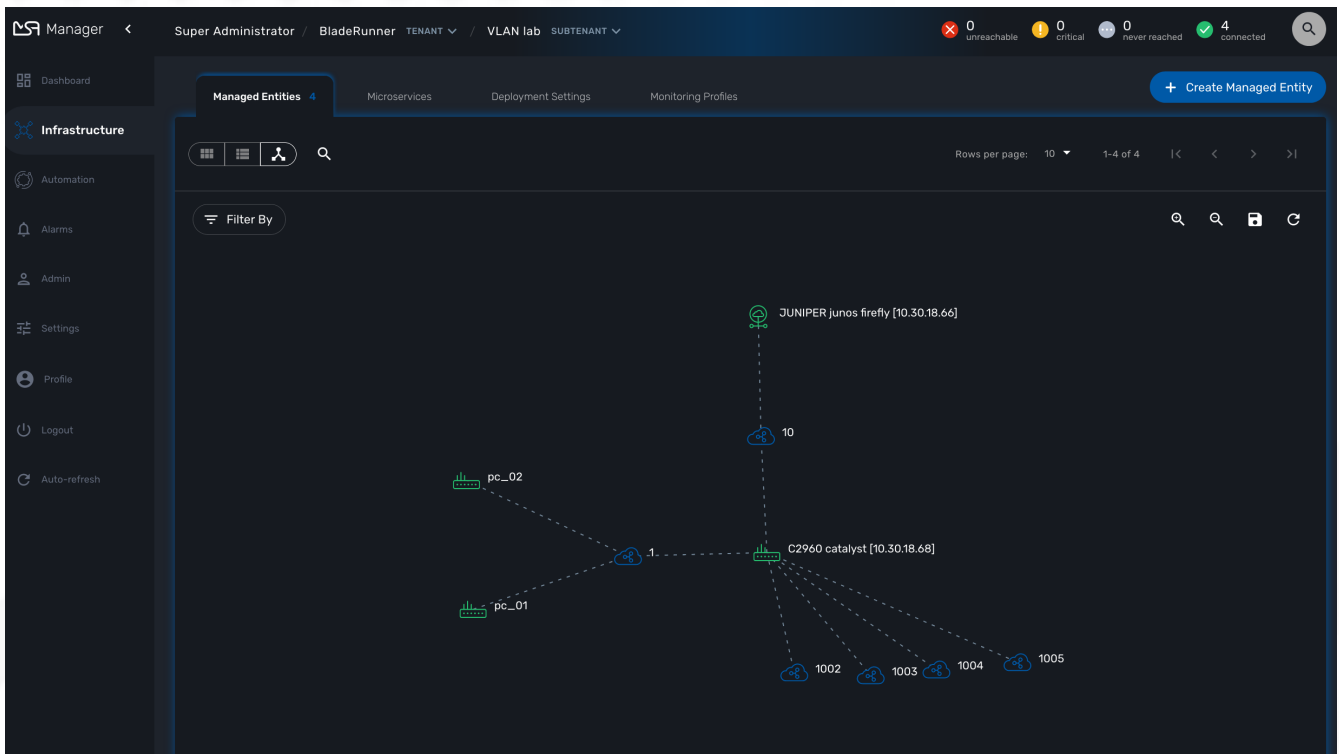 MSA Manager
Super Administrator / BladeRunner TENANT / VLAN lab SUBTENANT
0 unreachable
0 critical
0 never reached
4 connected
Dashboard
Infrastructure
Automation
Alarms
Admin
Settings
Profile
Logout
Auto-refresh
Managed Entities 4
Microservices
Deployment Settings
Monitoring Profiles
+ Create Managed Entity
Rows per page: 10
1-4 of 4
Filter By
JUNIPER junos firefly [10.30.18.66]
10
pc_02
1
C2960 catalyst [10.30.18.68]
pc_01
1002
1003
1004
1005